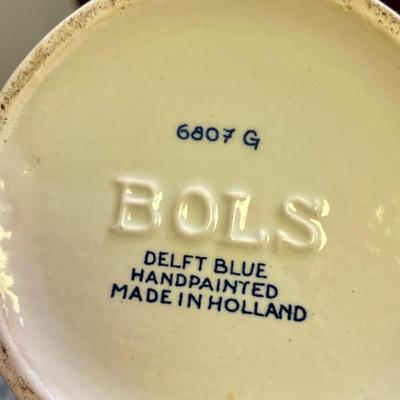 6807 G
BOLS
DELFT BLUE
HANDPAINTED
MADE IN HOLLAND